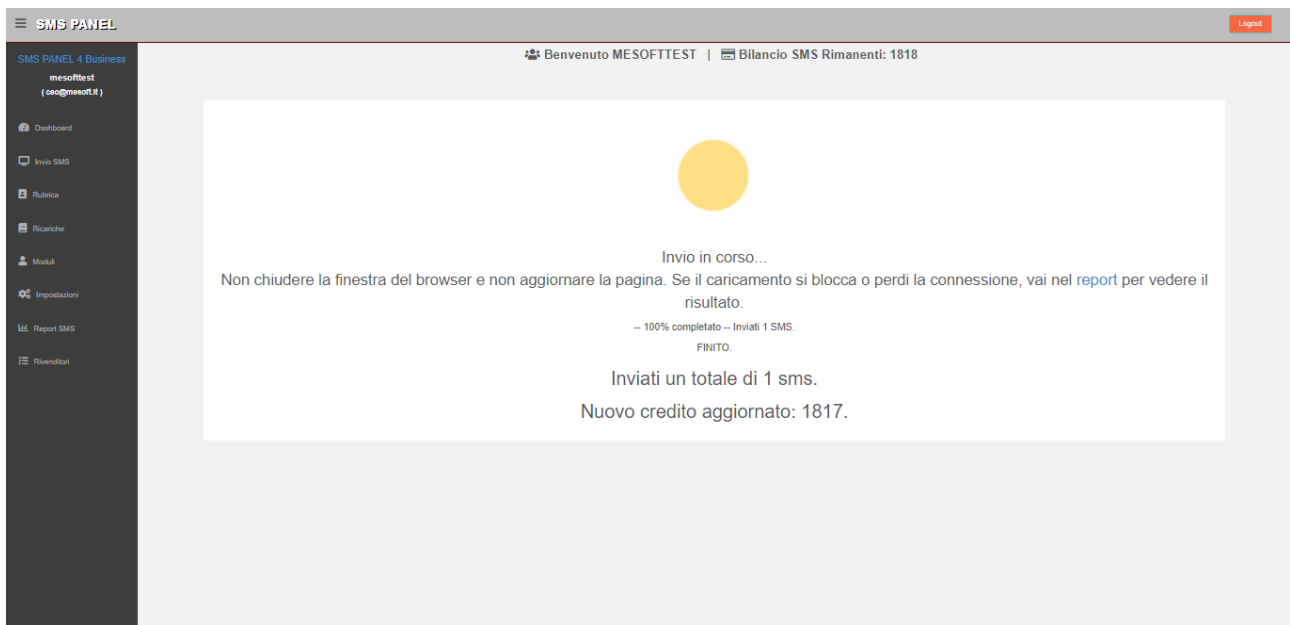 SMS PANEL
Logout
SMS PANEL 4 Business
mesofttest
( ceo@mesoft.it )
Dashboard
Invio SMS
Rubrica
Ricariche
Moduli
Impostazioni
Report SMS
Rivenditori
Benvenuto MESOFTTEST | Bilancio SMS Rimanenti: 1818
Invio in corso...
Non chiudere la finestra del browser e non aggiornare la pagina. Se il caricamento si blocca o perdi la connessione, vai nel report per vedere il
risultato.
-- 100% completato -- Inviati 1 SMS.
FINITO.
Inviati un totale di 1 sms.
Nuovo credito aggiornato: 1817.